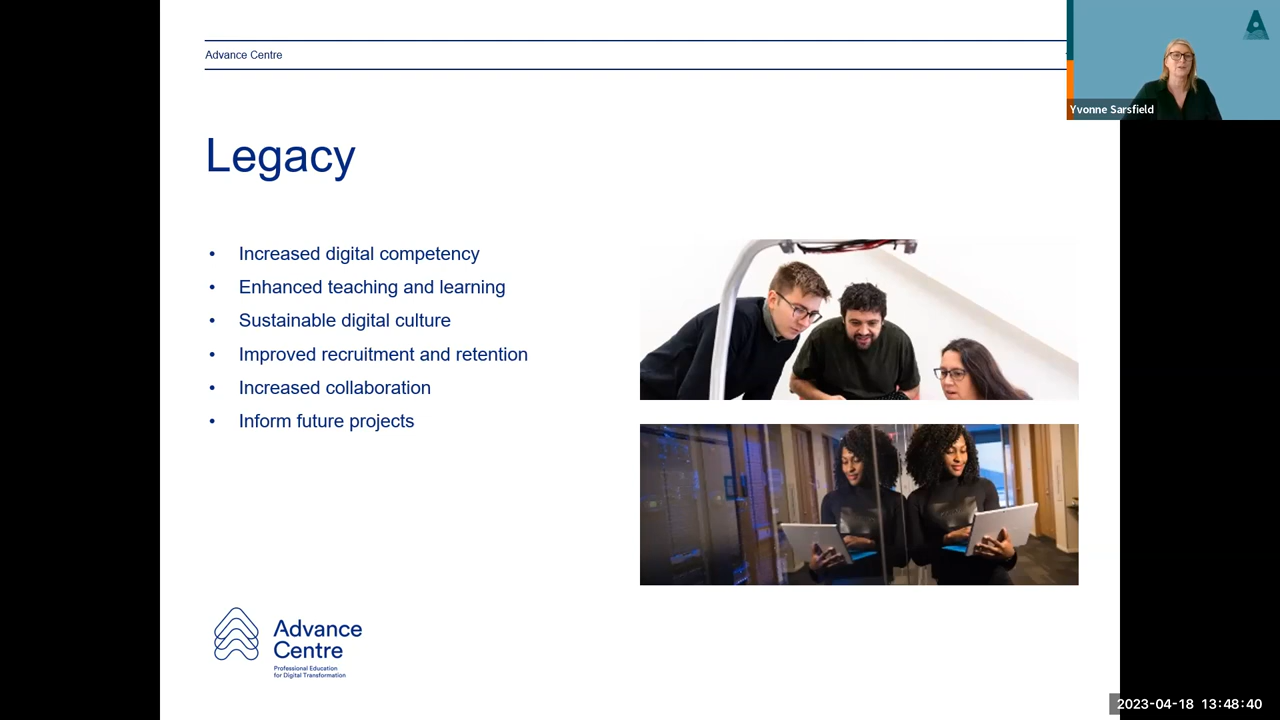 Advance Centre
Yvonne Sarsfield
Legacy
• Increased digital competency
• Enhanced teaching and learning
• Sustainable digital culture
• Improved recruitment and retention
• Increased collaboration
• Inform future projects
Advance
Centre
Professional Education
for Digital Transformation
2023-04-18 13:48:40